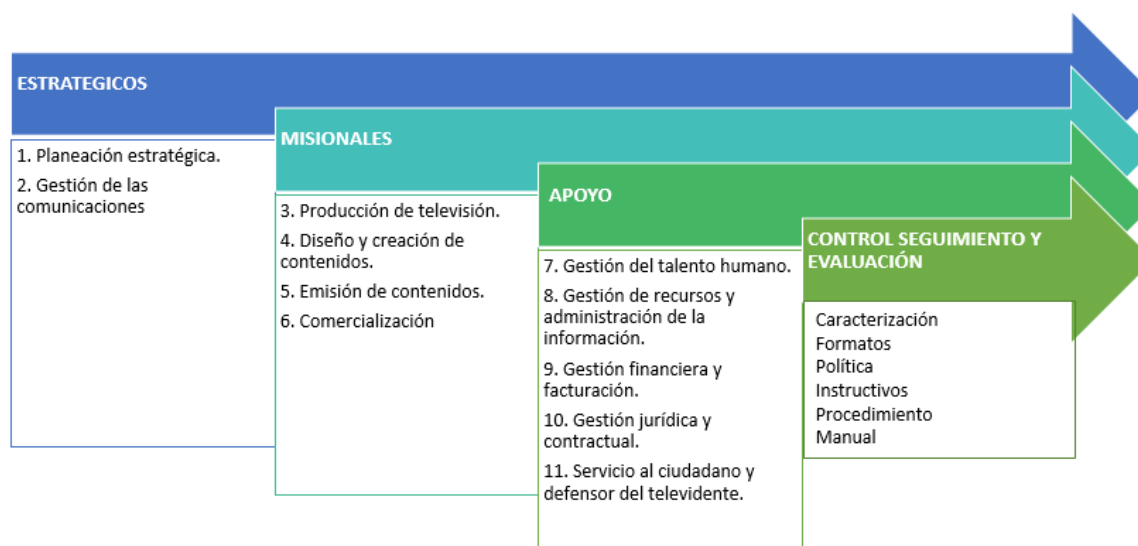 ESTRATEGICOS
1. Planeación estratégica.
2. Gestión de las
comunicaciones
MISIONALES
3. Producción de televisión.
4. Diseño y creación de
contenidos.
5. Emisión de contenidos.
6. Comercialización
APOYO
7. Gestión del talento humano.
8. Gestión de recursos y
administración de la
información.
9. Gestión financiera y
facturación.
10. Gestión jurídica y
contractual.
11. Servicio al ciudadano y
defensor del televidente.
CONTROL SEGUIMIENTO Y
EVALUACIÓN
Caracterización
Formatos
Política
Instructivos
Procedimiento
Manual